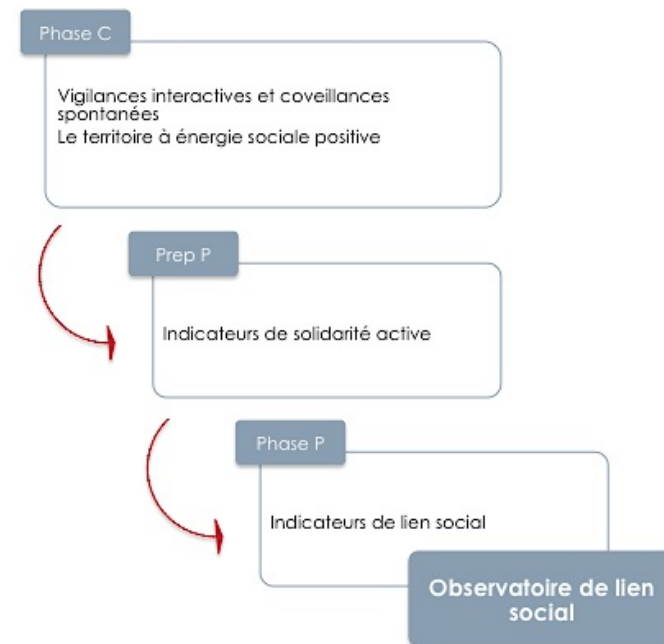 Phase C
Vigilances interactives et coveillances
spontanées
Le territoire à énergie sociale positive
Prep P
Indicateurs de solidarité active
Phase P
Indicateurs de lien social
Observatoire de lien
social